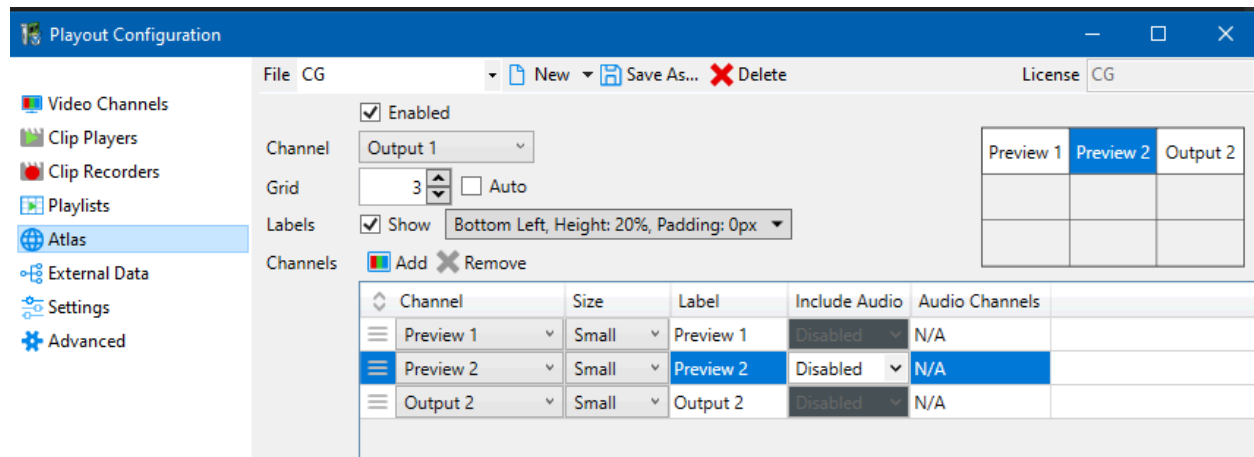 Playout Configuration
File CG New Save As... Delete License CG
Video Channels
Clip Players
Clip Recorders
Playlists
Atlas
External Data
Settings
Advanced
Enabled
Channel Output 1
Grid 3 Auto
Labels Show Bottom Left, Height: 20%, Padding: 0px
Channels Add Remove
Preview 1 Preview 2 Output 2
Channel Size Label Include Audio Audio Channels
Preview 1 Small Preview 1 Disabled N/A
Preview 2 Small Preview 2 Disabled N/A
Output 2 Small Output 2 Disabled N/A